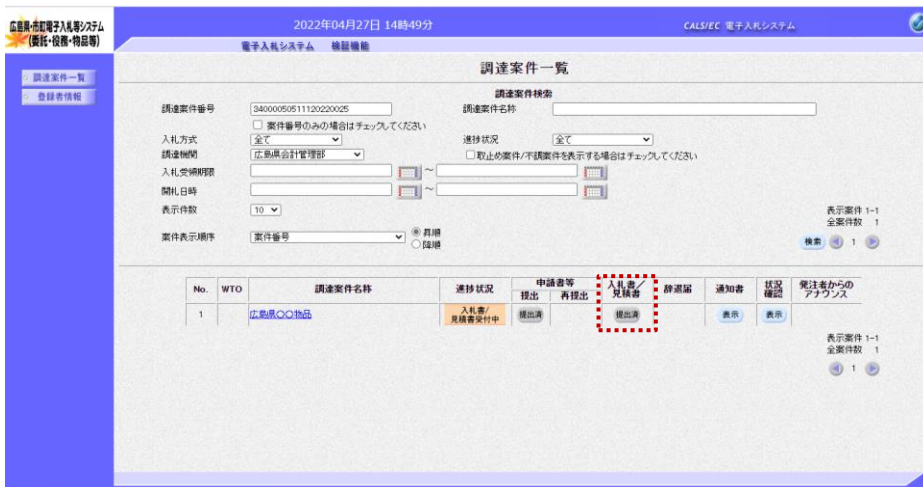 広島県・市町電子入札等システム
(委託・役務・物品等)
2022年04月27日 14時49分
CALS/EC 電子入札システム
電子入札システム 検証機能
調達案件一覧
登録者情報
調達案件一覧
調達案件検索
調達案件番号 34000050511120220025 調達案件名称
案件番号のみの場合はチェックしてください
入札方式 全て 進捗状況 全て
調達機関 広島県会計管理部 取止め案件/不調案件を表示する場合はチェックしてください
入札受領期限 ~
開札日時 ~
表示件数 10
表示案件 1-1
全案件数 1
案件表示順序 案件番号 昇順
降順
検索 1
No. WTO 調達案件名称 進捗状況 申請書等 入札書/見積書 辞退届 通知書 状況確認 発注者からのアナウンス
提出 再提出
1 広島県〇〇物品 入札書/見積書受付中 提出済 提出済 表示 表示
表示案件 1-1
全案件数 1
1